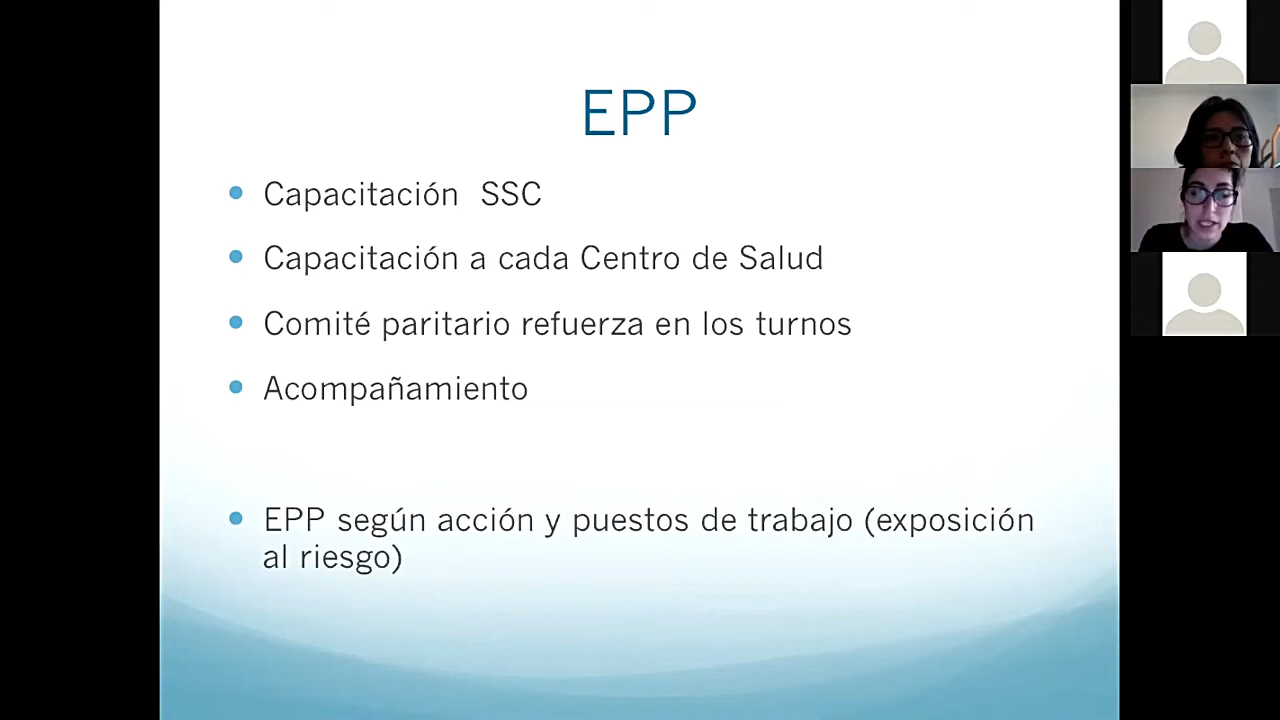 EPP
Capacitación SSC
Capacitación a cada Centro de Salud
Comité paritario refuerza en los turnos
Acompañamiento
EPP según acción y puestos de trabajo (exposición
al riesgo)